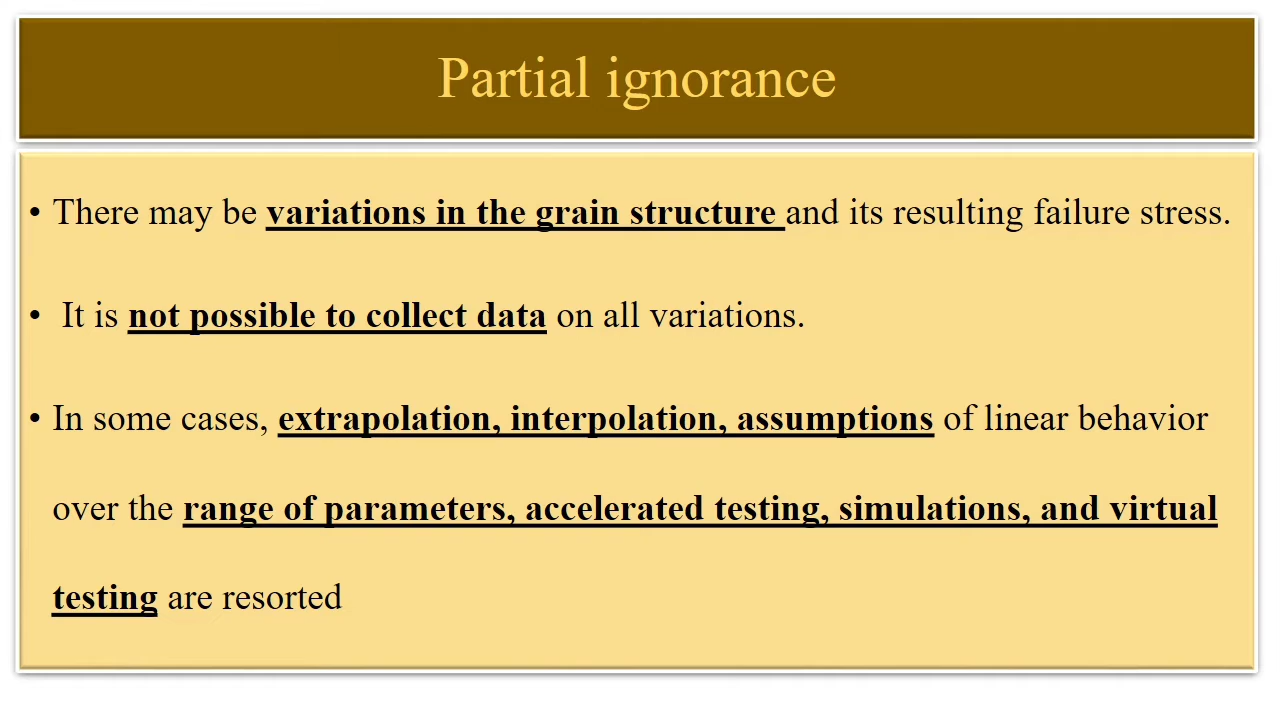 Partial ignorance
• There may be variations in the grain structure and its resulting failure stress.
• It is not possible to collect data on all variations.
• In some cases, extrapolation, interpolation, assumptions of linear behavior
over the range of parameters, accelerated testing, simulations, and virtual
testing are resorted